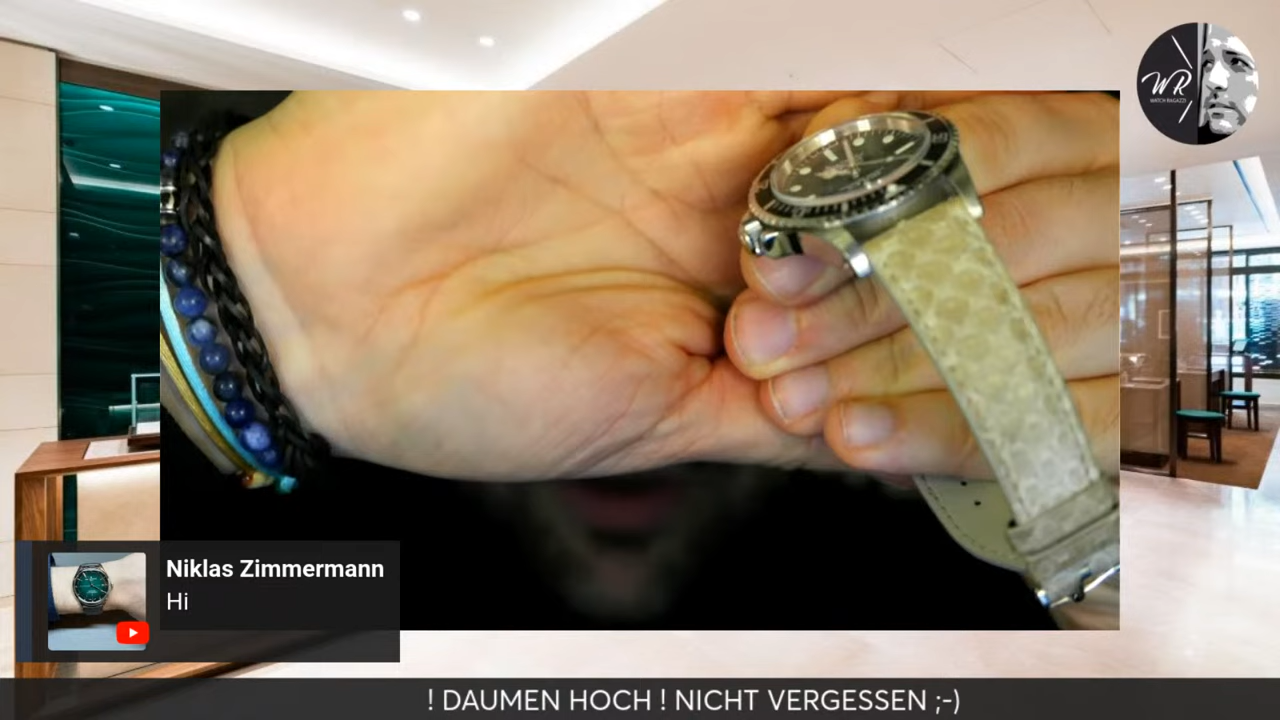 WR
WATCH RAGAZZI
Niklas Zimmermann
Hi
! DAUMEN HOCH ! NICHT VERGESSEN ;-)